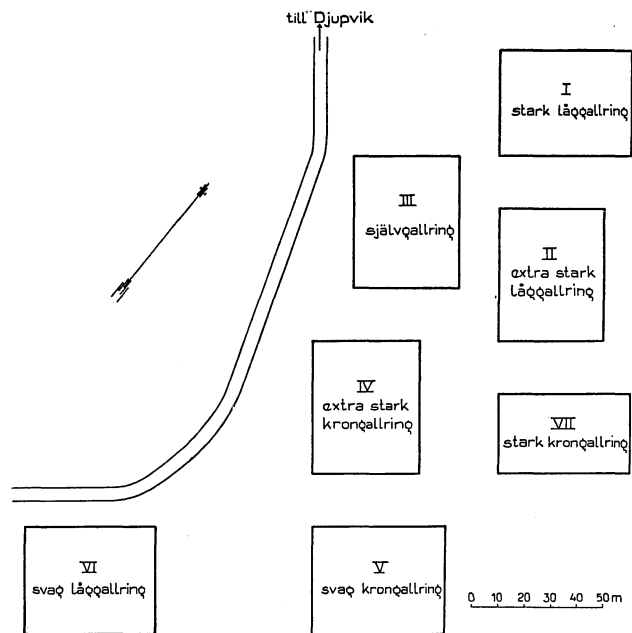 till Djupvik
I
stark låggallring
III
självgallring
II
extra stark
låggallring
IV
extra stark
krongallring
VII
stark krongallring
VI
svag låggallring
V
svag krongallring
0 10 20 30 40 50 m